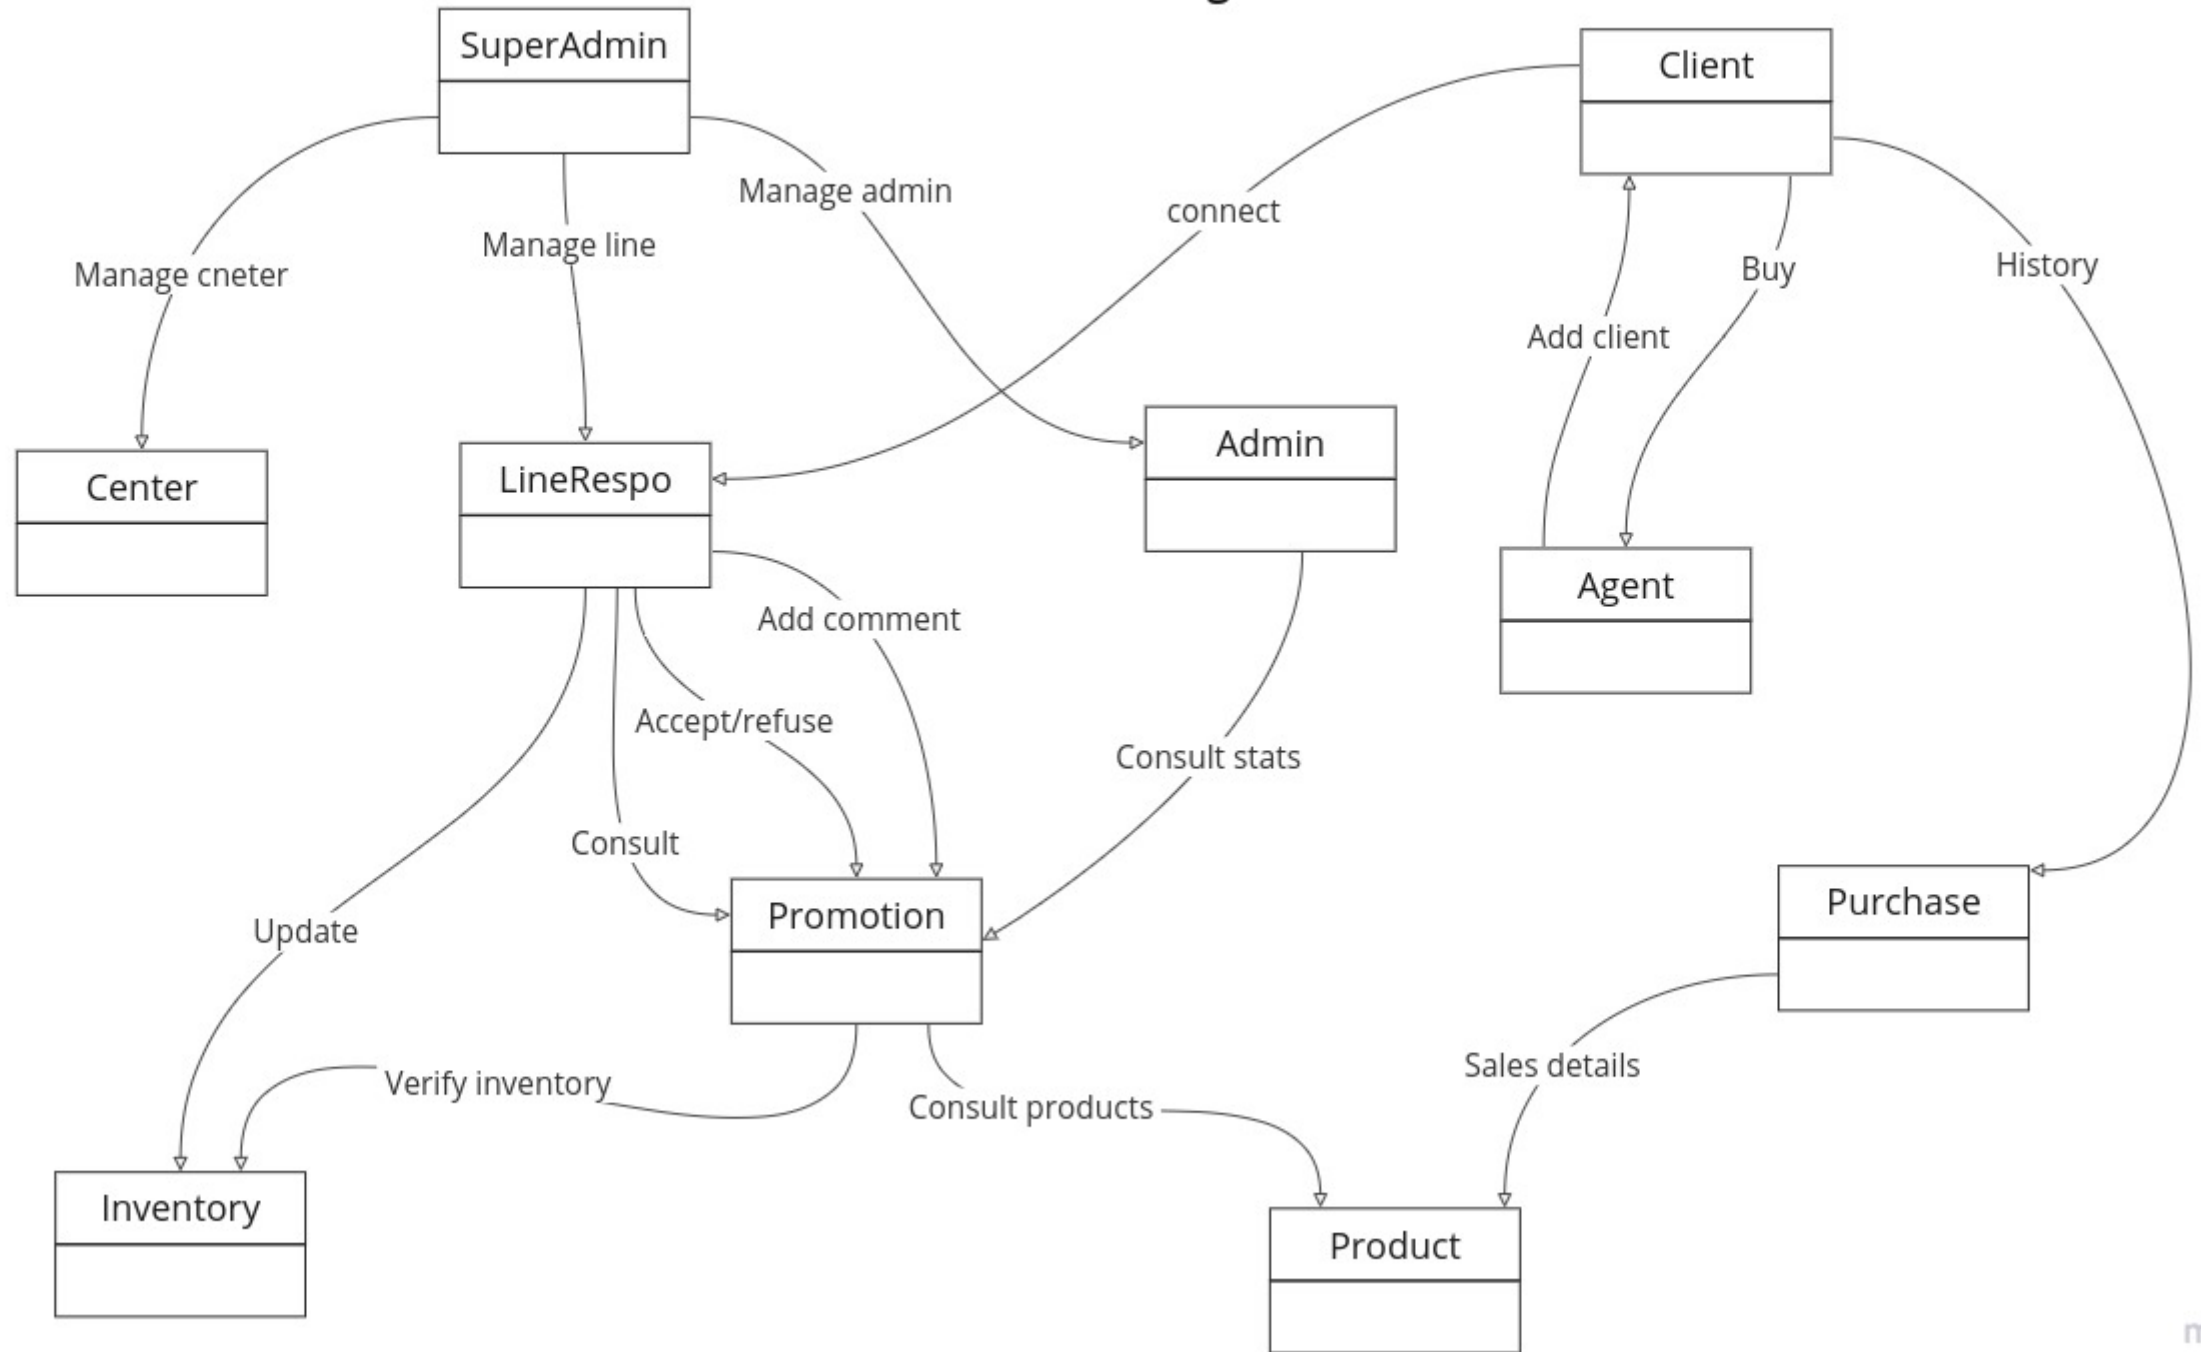 SuperAdmin
Client
Manage admin
connect
Manage line
Manage cneter
Buy
History
Add client
Center
LineRespo
Admin
Agent
Add comment
Accept/refuse
Consult stats
Consult
Promotion
Purchase
Update
Verify inventory
Consult products
Sales details
Inventory
Product